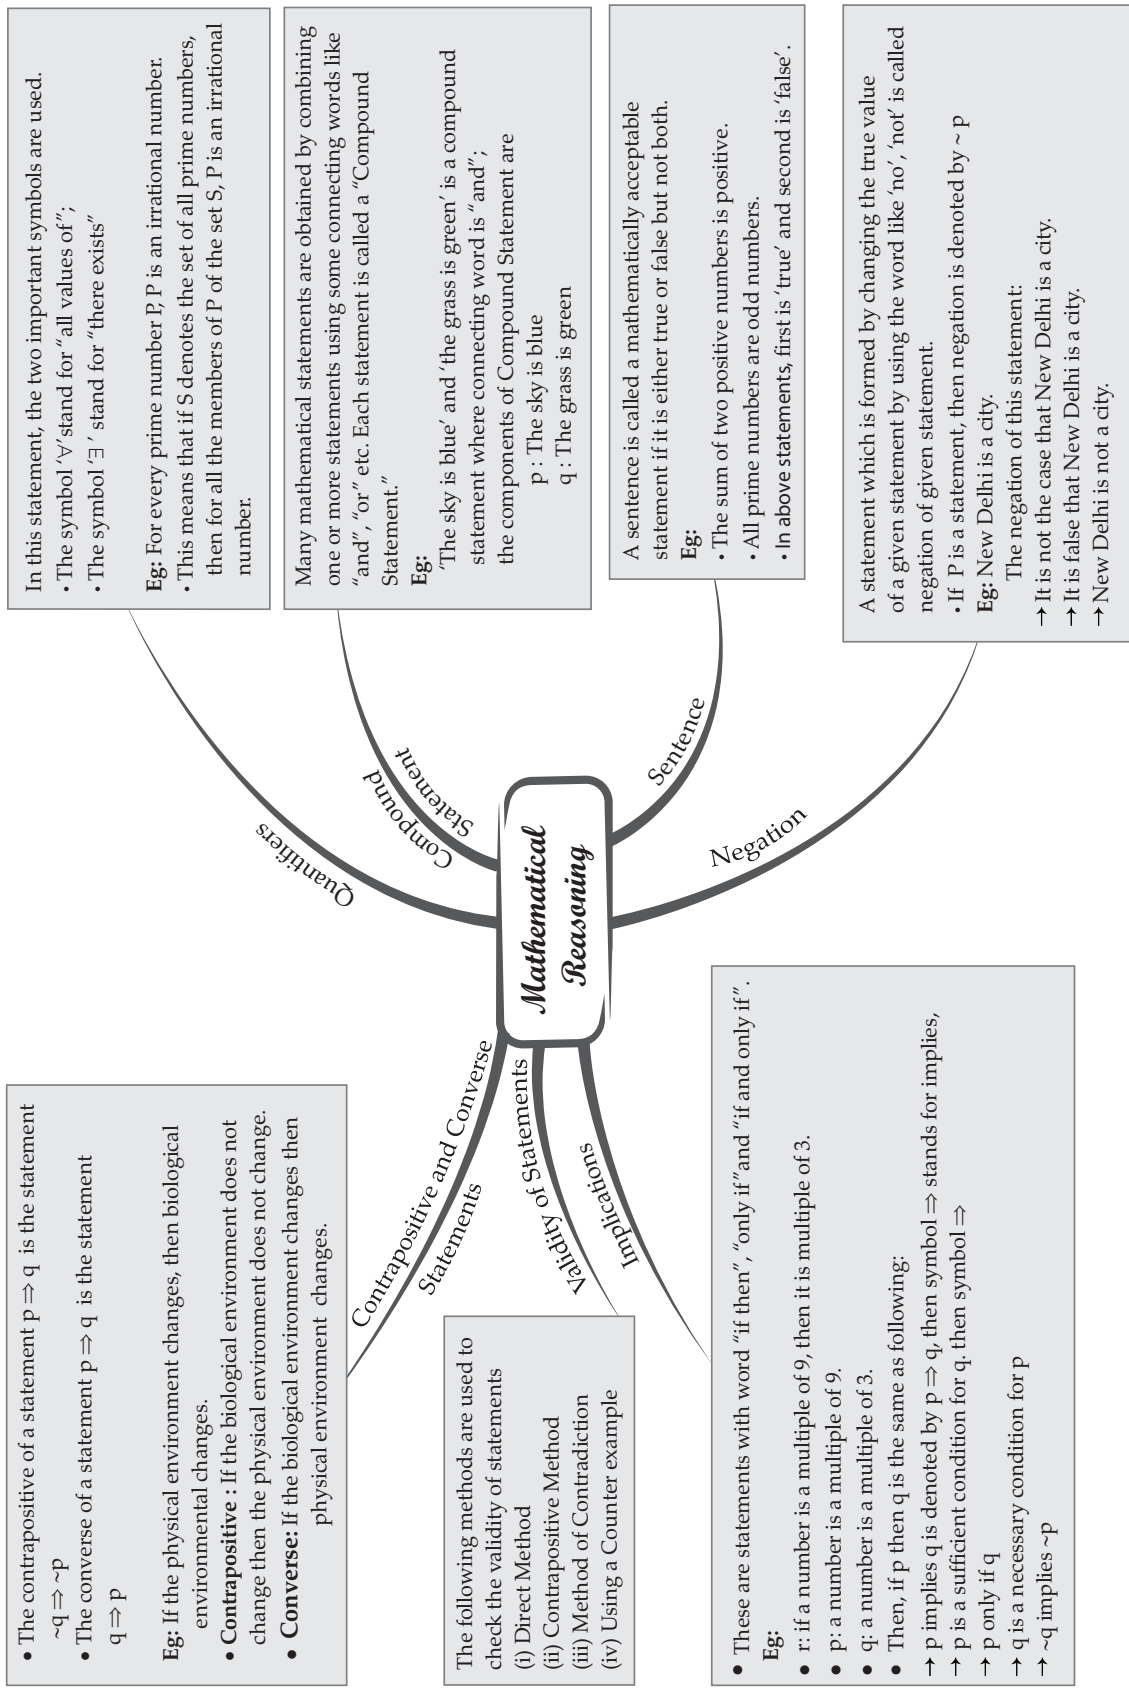 Mathematical
Reasoning
Quantifiers
In this statement, the two important symbols are used.
• The symbol ‘∀’ stand for “all values of”;
• The symbol ‘∃ ’ stand for “there exists”
Eg: For every prime number P, P is an irrational number.
• This means that if S denotes the set of all prime numbers,
then for all the members of P of the set S, P is an irrational
number.
Compound
Statement
Many mathematical statements are obtained by combining
one or more statements using some connecting words like
“and”, “or” etc. Each statement is called a “Compound
Statement.”
Eg:
‘The sky is blue’ and ‘the grass is green’ is a compound
statement where connecting word is “and”;
the components of Compound Statement are
p : The sky is blue
q : The grass is green
Sentence
A sentence is called a mathematically acceptable
statement if it is either true or false but not both.
Eg:
• The sum of two positive numbers is positive.
• All prime numbers are odd numbers.
• In above statements, first is ‘true’ and second is ‘false’.
Negation
A statement which is formed by changing the true value
of a given statement by using the word like ‘no’, ‘not’ is called
negation of given statement.
• If P is a statement, then negation is denoted by ~ p
Eg: New Delhi is a city.
The negation of this statement:
→ It is not the case that New Delhi is a city.
→ It is false that New Delhi is a city.
→ New Delhi is not a city.
Contrapositive and Converse
Statements
• The contrapositive of a statement p ⇒ q is the statement
~q ⇒ ~p
• The converse of a statement p ⇒ q is the statement
q ⇒ p
Eg: If the physical environment changes, then biological
environmental changes.
• Contrapositive : If the biological environment does not
change then the physical environment does not change.
• Converse: If the biological environment changes then
physical environment changes.
Validity of Statements
The following methods are used to
check the validity of statements
(i) Direct Method
(ii) Contrapositive Method
(iii) Method of Contradiction
(iv) Using a Counter example
Implications
• These are statements with word “if then”, “only if” and “if and only if”.
Eg:
• r: if a number is a multiple of 9, then it is multiple of 3.
• p: a number is a multiple of 9.
• q: a number is a multiple of 3.
• Then, if p then q is the same as following:
→ p implies q is denoted by p ⇒ q, then symbol ⇒ stands for implies,
→ p is a sufficient condition for q. then symbol ⇒
→ p only if q
→ q is a necessary condition for p
→ ~q implies ~p